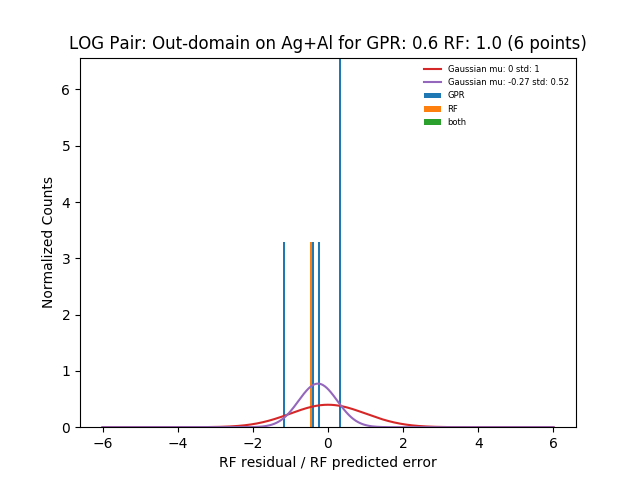 LOG Pair: Out-domain on Ag+Al for GPR: 0.6 RF: 1.0 (6 points)
Gaussian mu: 0 std: 1
Gaussian mu: -0.27 std: 0.52
GPR
RF
both
Normalized Counts
6
5
4
3
2
1
0
−6 −4 −2 0 2 4 6
RF residual / RF predicted error